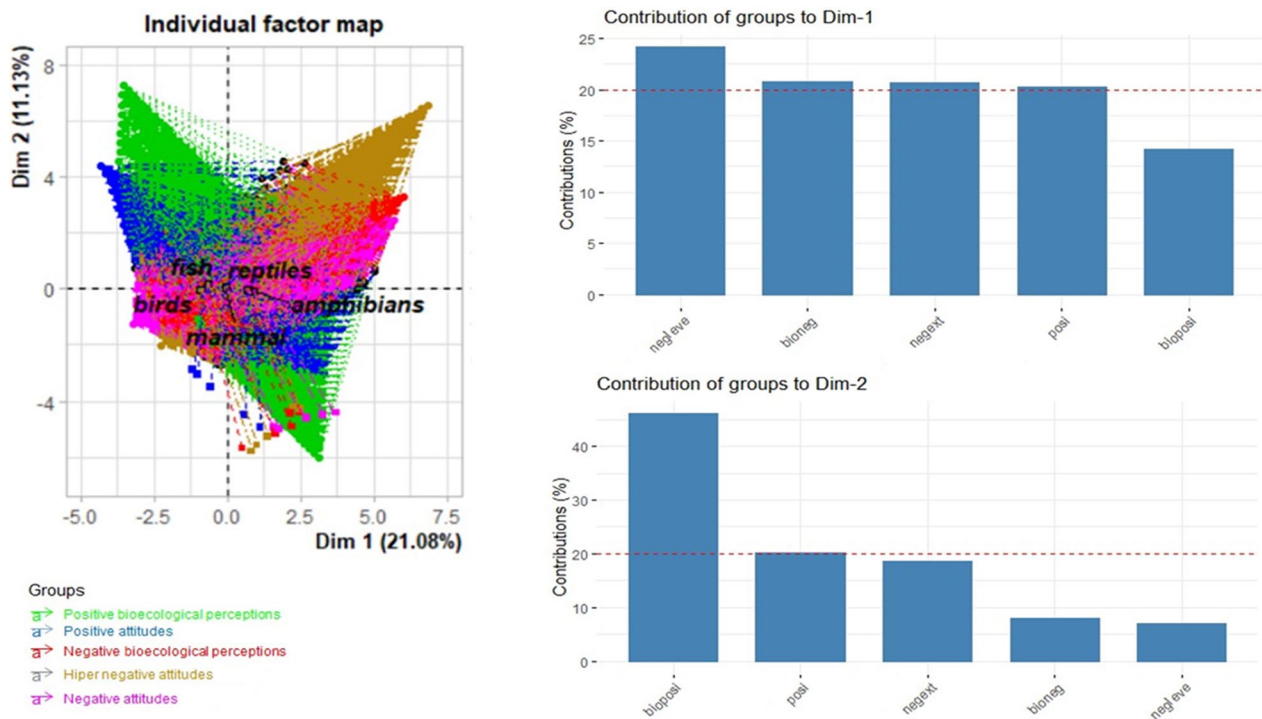 Individual factor map
Dim 2 (11.13%)
8
4
0
-4
fish
reptiles
birds
amphibians
mammal
-5.0 -2.5 0.0 2.5 5.0 7.5
Dim 1 (21.08%)
Groups
a Positive bioecological perceptions
a Positive attitudes
a Negative bioecological perceptions
a Hiper negative attitudes
a Negative attitudes
Contribution of groups to Dim-1
Contributions (%)
25
20
15
10
5
0
negleve bioneg negext posi bioposi
Contribution of groups to Dim-2
Contributions (%)
40
30
20
10
0
bioposi posi negext bioneg negleve